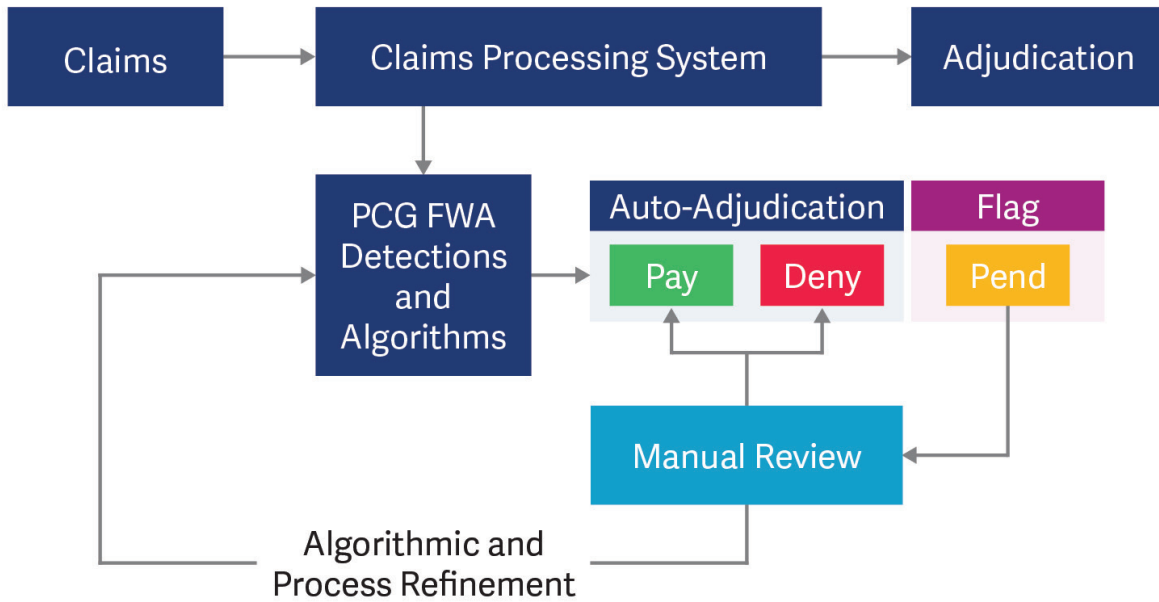 Claims
Claims Processing System
Adjudication
PCG FWA
Detections
and
Algorithms
Auto-Adjudication
Flag
Pay
Deny
Pend
Manual Review
Algorithmic and
Process Refinement